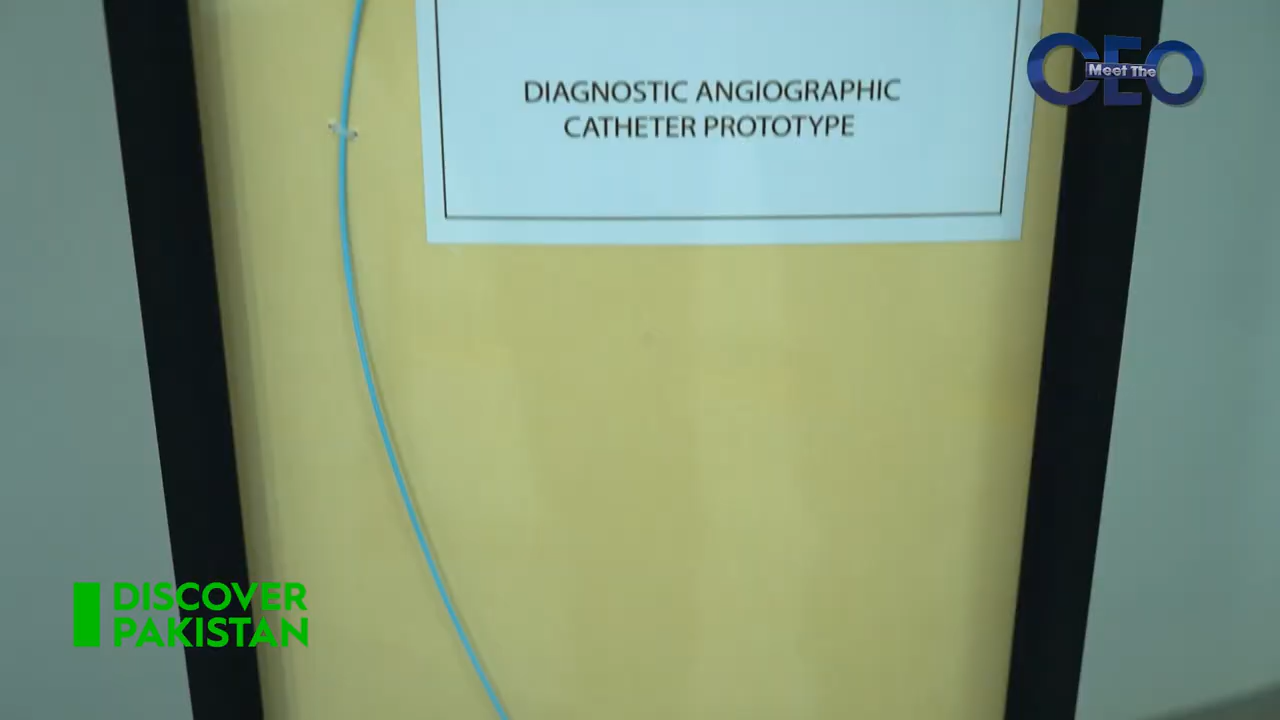 DIAGNOSTIC ANGIOGRAPHIC
CATHETER PROTOTYPE
Meet The
CEO
DISCOVER
PAKISTAN